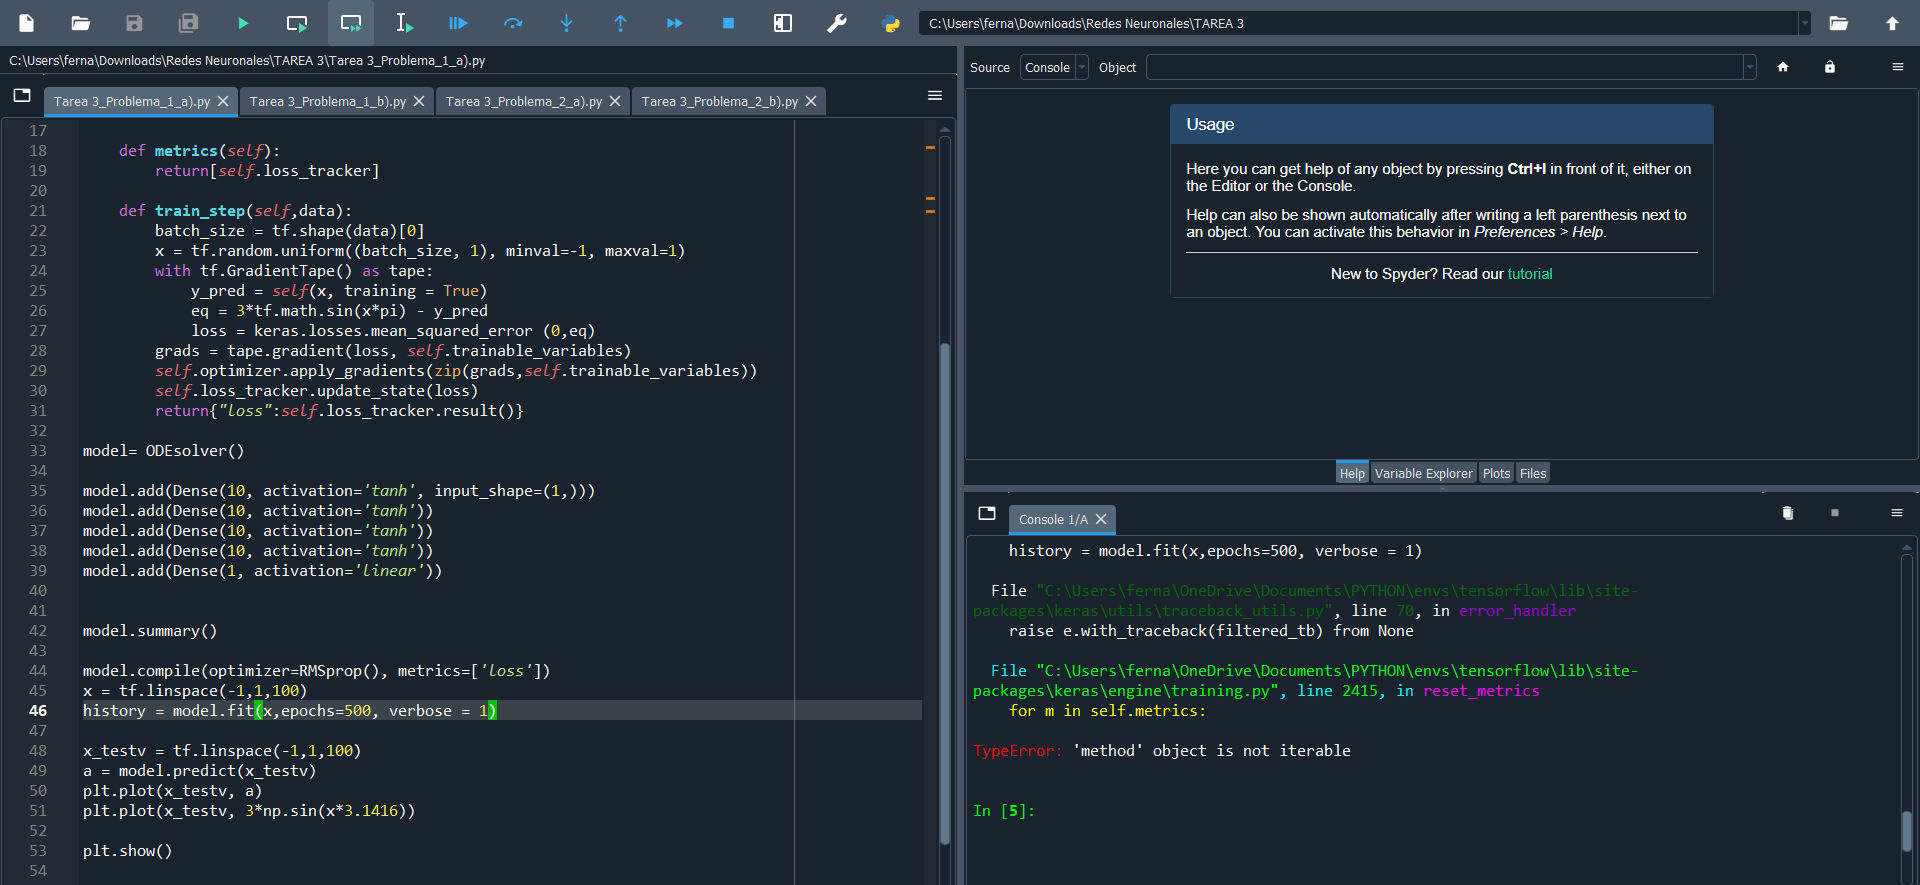 C:\Users\ferna\Downloads\Redes Neuronales\TAREA 3
C:\Users\ferna\Downloads\Redes Neuronales\TAREA 3\Tarea 3_Problema_1_a).py
Tarea 3_Problema_1_a).py
Tarea 3_Problema_1_b).py
Tarea 3_Problema_2_a).py
Tarea 3_Problema_2_b).py
17
18 def metrics(self):
19 return[self.loss_tracker]
20
21 def train_step(self,data):
22 batch_size = tf.shape(data)[0]
23 x = tf.random.uniform((batch_size, 1), minval=-1, maxval=1)
24 with tf.GradientTape() as tape:
25 y_pred = self(x, training = True)
26 eq = 3*tf.math.sin(x*pi) - y_pred
27 loss = keras.losses.mean_squared_error (0,eq)
28 grads = tape.gradient(loss, self.trainable_variables)
29 self.optimizer.apply_gradients(zip(grads,self.trainable_variables))
30 self.loss_tracker.update_state(loss)
31 return{"loss":self.loss_tracker.result()}
32
33 model= ODEsolver()
34
35 model.add(Dense(10, activation='tanh', input_shape=(1,)))
36 model.add(Dense(10, activation='tanh'))
37 model.add(Dense(10, activation='tanh'))
38 model.add(Dense(10, activation='tanh'))
39 model.add(Dense(1, activation='linear'))
40
41
42 model.summary()
43
44 model.compile(optimizer=RMSprop(), metrics=['loss'])
45 x = tf.linspace(-1,1,100)
46 history = model.fit(x,epochs=500, verbose = 1)
47
48 x_testv = tf.linspace(-1,1,100)
49 a = model.predict(x_testv)
50 plt.plot(x_testv, a)
51 plt.plot(x_testv, 3*np.sin(x*3.1416))
52
53 plt.show()
54
Source Console Object
Usage
Here you can get help of any object by pressing Ctrl+I in front of it, either on
the Editor or the Console.
Help can also be shown automatically after writing a left parenthesis next to
an object. You can activate this behavior in Preferences > Help.
New to Spyder? Read our tutorial
Help Variable Explorer Plots Files
Console 1/A
history = model.fit(x,epochs=500, verbose = 1)
File "C:\Users\ferna\OneDrive\Documents\PYTHON\envs\tensorflow\lib\site-
packages\keras\utils\traceback_utils.py", line 70, in error_handler
raise e.with_traceback(filtered_tb) from None
File "C:\Users\ferna\OneDrive\Documents\PYTHON\envs\tensorflow\lib\site-
packages\keras\engine\training.py", line 2415, in reset_metrics
for m in self.metrics:
TypeError: 'method' object is not iterable
In [5]: